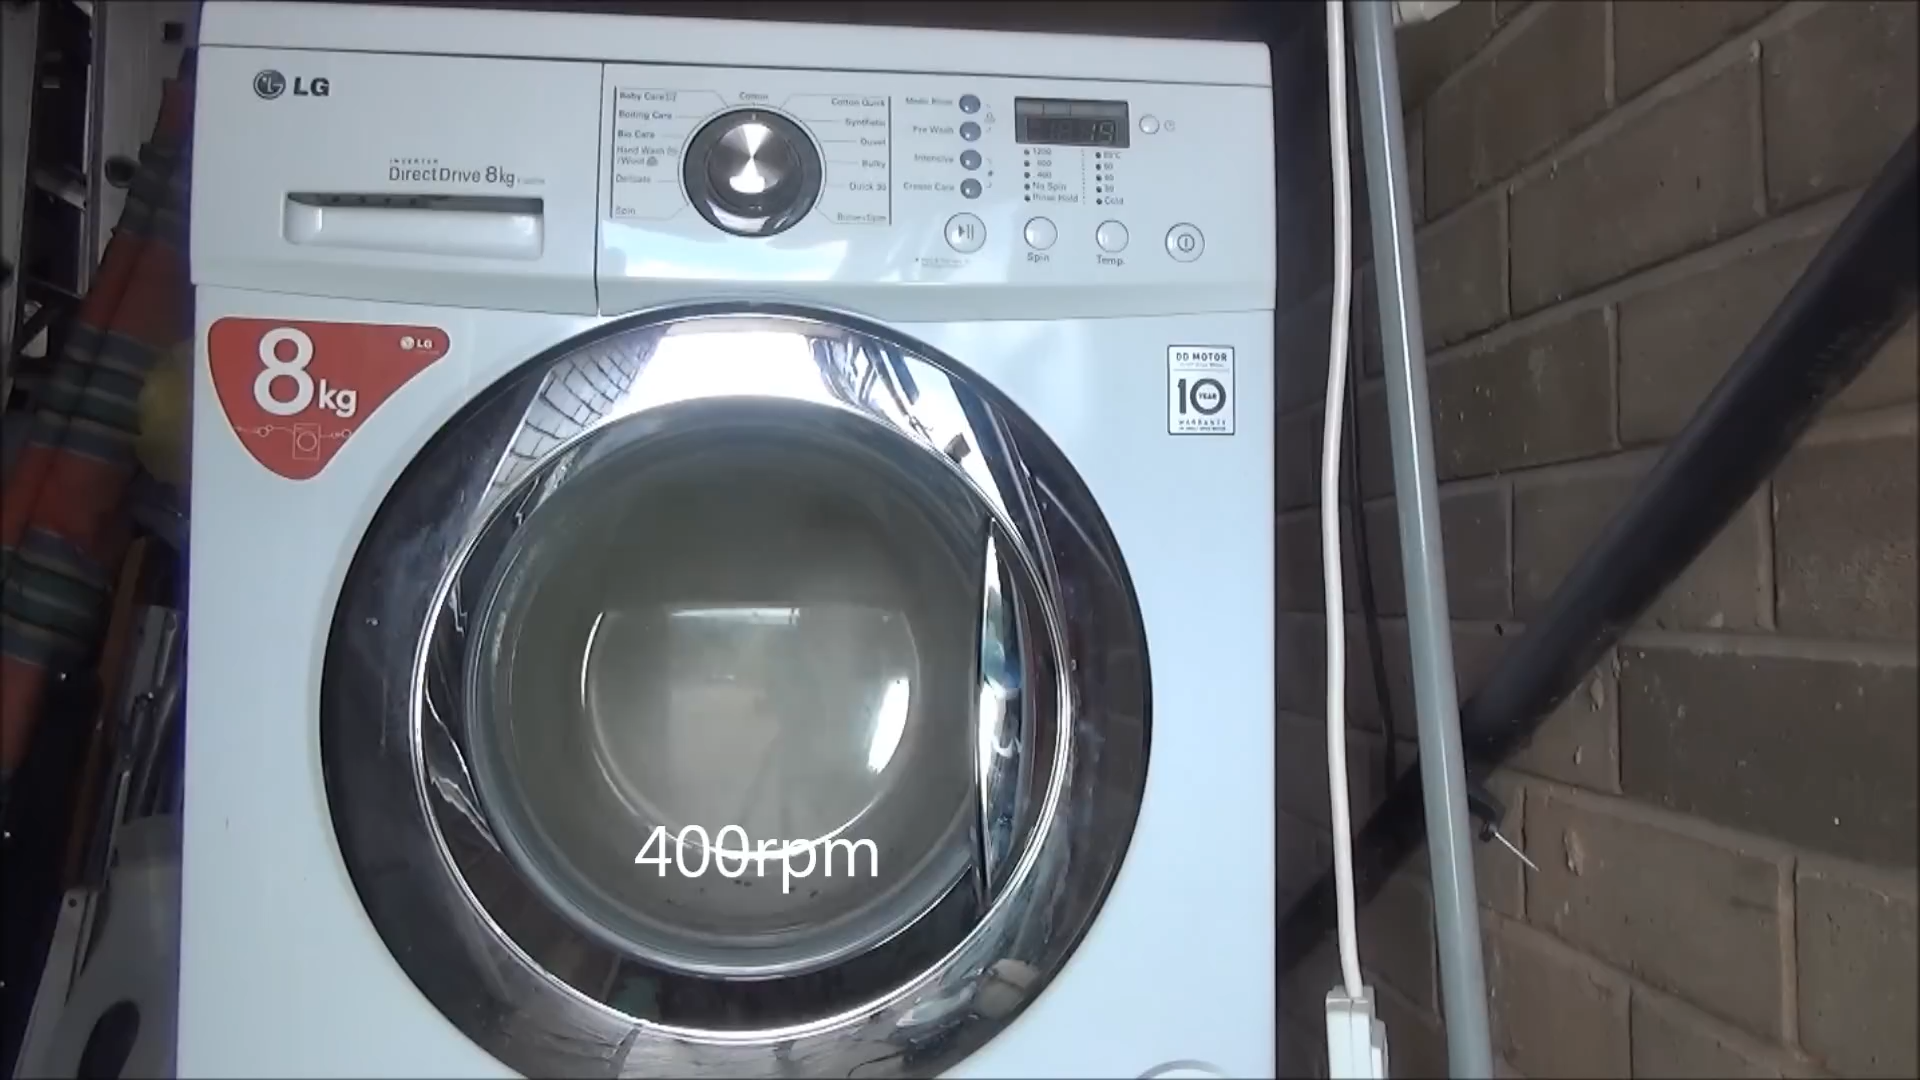 LG
INVERTER
DirectDrive 8kg
Baby Care
Boiling Care
Bio Care
Hand Wash
/Wool
Delicate
Spin
Cotton
Cotton Quick
Synthetic
Duvet
Bulky
Quick 30
Rinse+Spin
Medic Rinse
Pre Wash
Intensive
Crease Care
19
1200
800
400
No Spin
Rinse Hold
95°C
60
40
30
Cold
Spin
Temp.
8kg
LG
DD MOTOR
10 YEAR
WARRANTY
400rpm